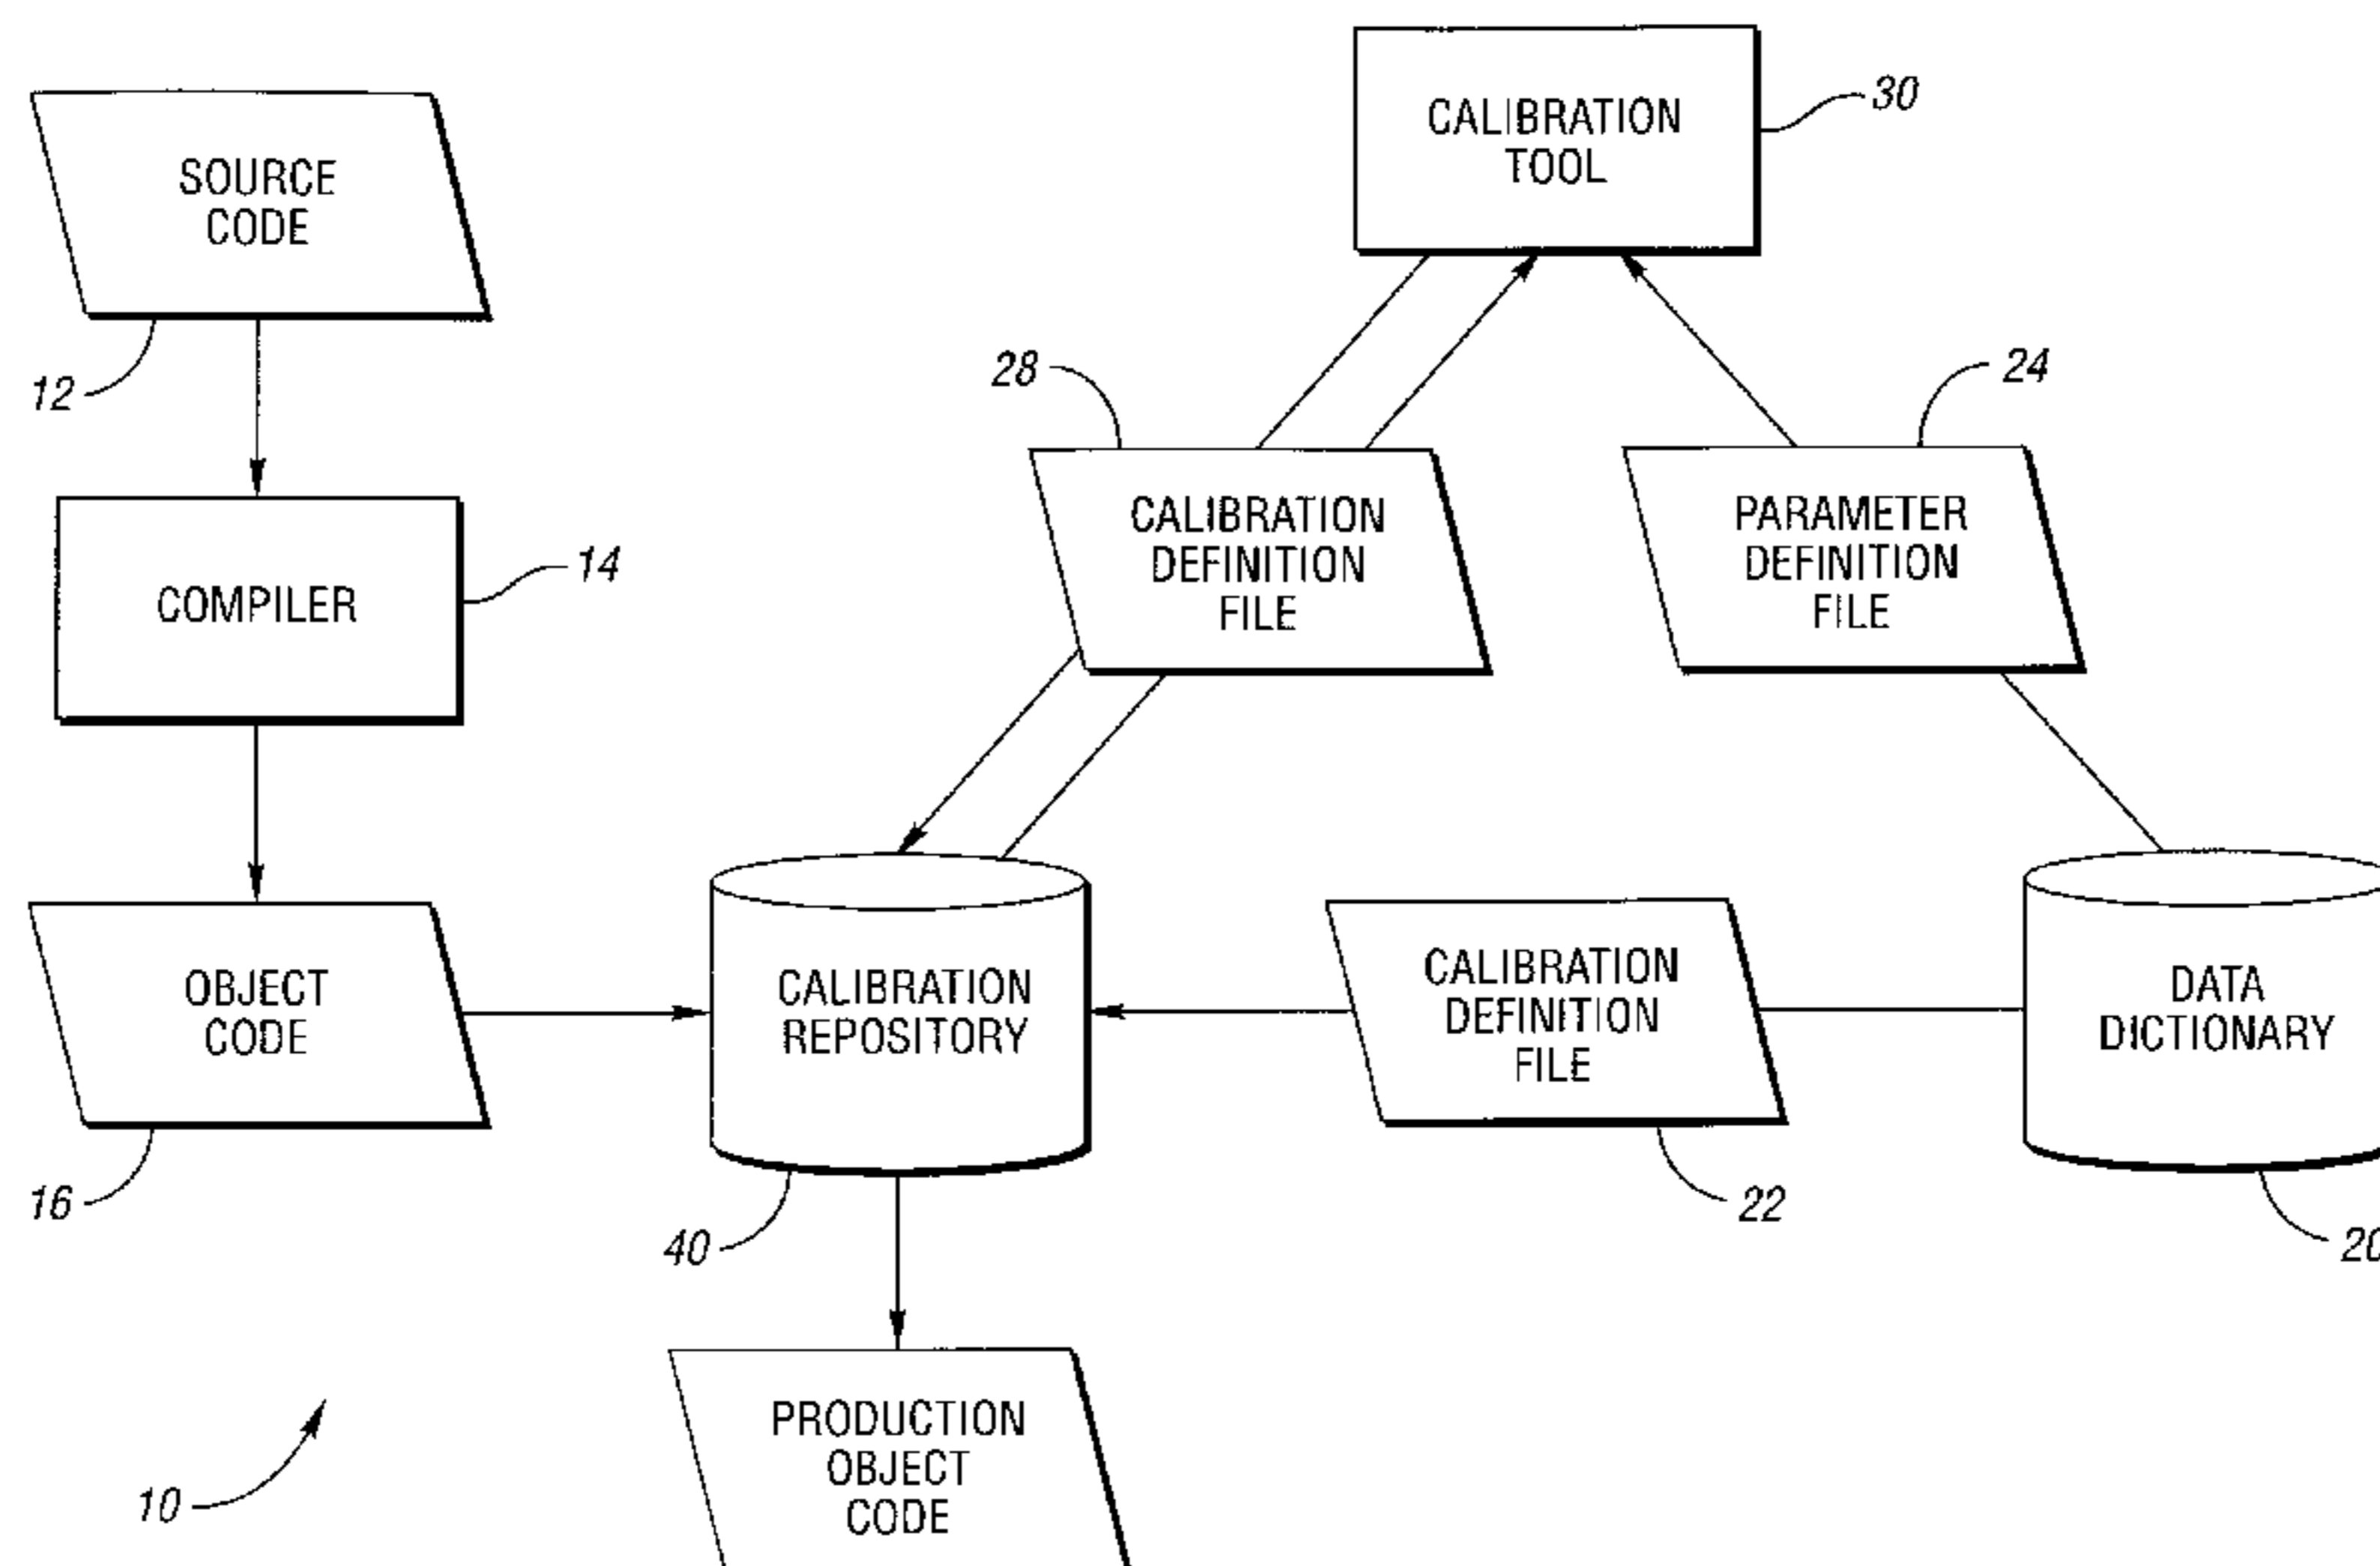 CALIBRATION
TOOL
30
SOURCE
CODE
12
28
24
CALIBRATION
DEFINITION
FILE
PARAMETER
DEFINITION
FILE
COMPILER
14
OBJECT
CODE
16
CALIBRATION
REPOSITORY
40
CALIBRATION
DEFINITION
FILE
22
DATA
DICTIONARY
20
PRODUCTION
OBJECT
CODE
10